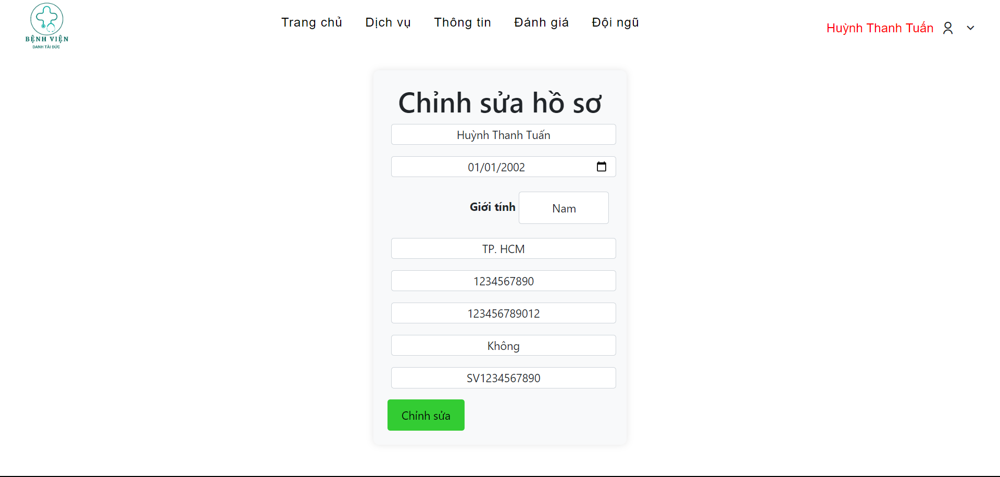 BỆNH VIỆN
DANH TÀI ĐỨC
Trang chủ
Dịch vụ
Thông tin
Đánh giá
Đội ngũ
Huỳnh Thanh Tuấn
Chỉnh sửa hồ sơ
Huỳnh Thanh Tuấn
01/01/2002
Giới tính
Nam
TP. HCM
1234567890
123456789012
Không
SV1234567890
Chỉnh sửa